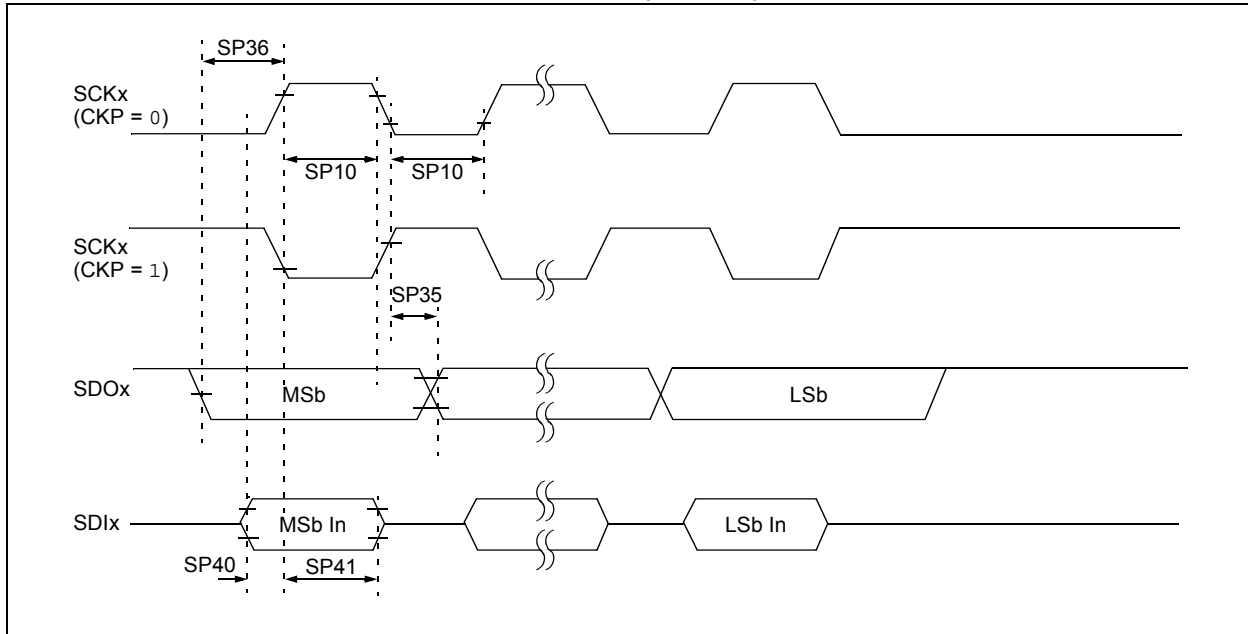 SP36
SCKx
(CKP = 0)
SP10
SP10
SCKx
(CKP = 1)
SP35
SDOx
MSb
LSb
SDIx
MSb In
LSb In
SP40
SP41